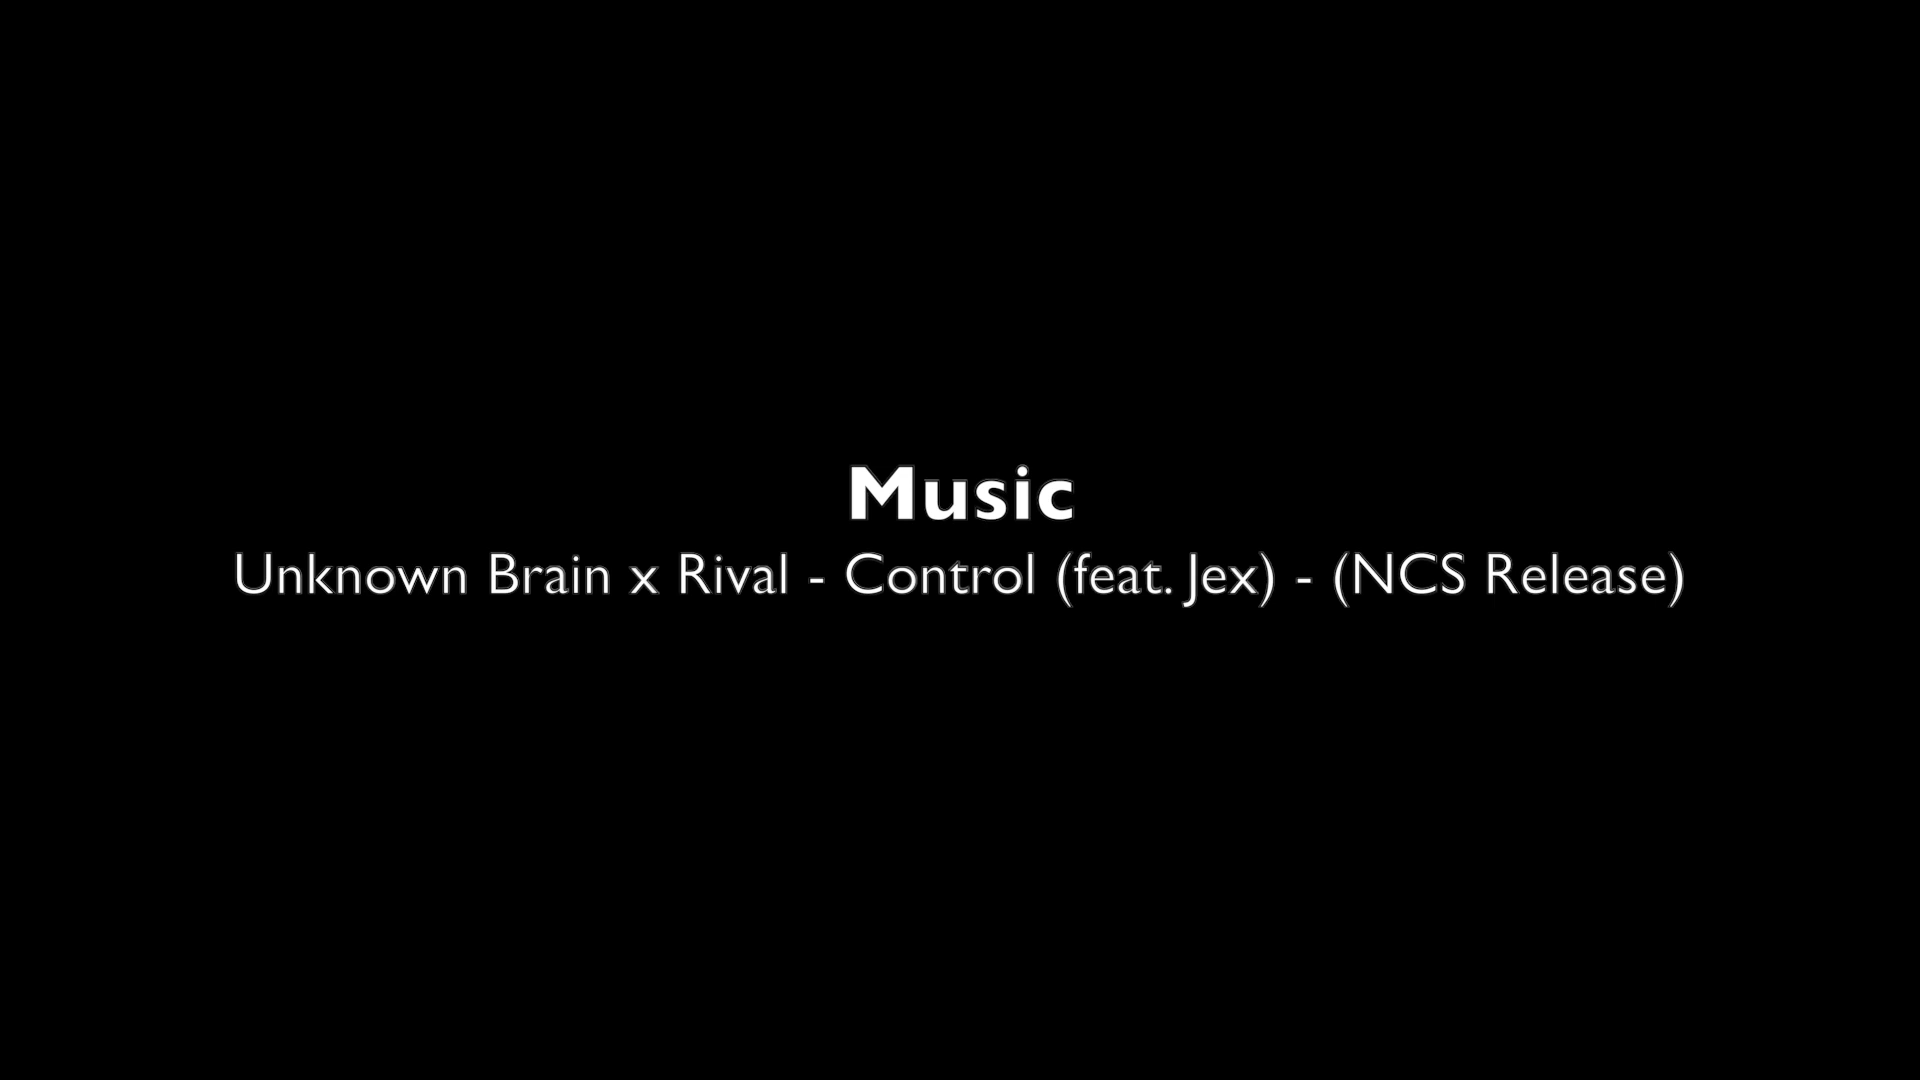 Music
Unknown Brain x Rival - Control (feat. Jex) - (NCS Release)